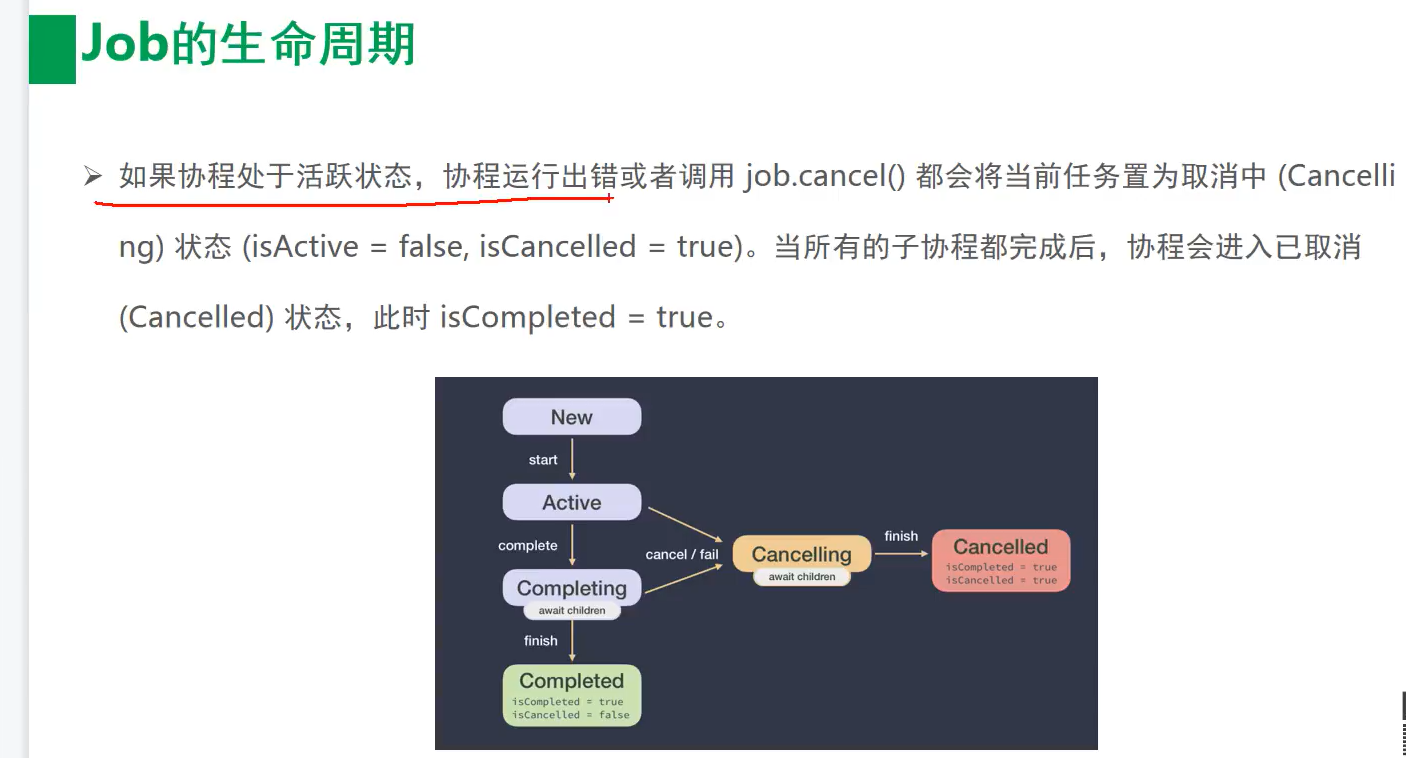 Job的生命周期
➢ 如果协程处于活跃状态，协程运行出错或者调用 job.cancel() 都会将当前任务置为取消中 (Cancelli
ng) 状态 (isActive = false, isCancelled = true)。当所有的子协程都完成后，协程会进入已取消
(Cancelled) 状态，此时 isCompleted = true。
New
start
Active
complete
cancel / fail
Completing
await children
Cancelling
await children
finish
Cancelled
isCompleted = true
isCancelled = true
finish
Completed
isCompleted = true
isCancelled = false